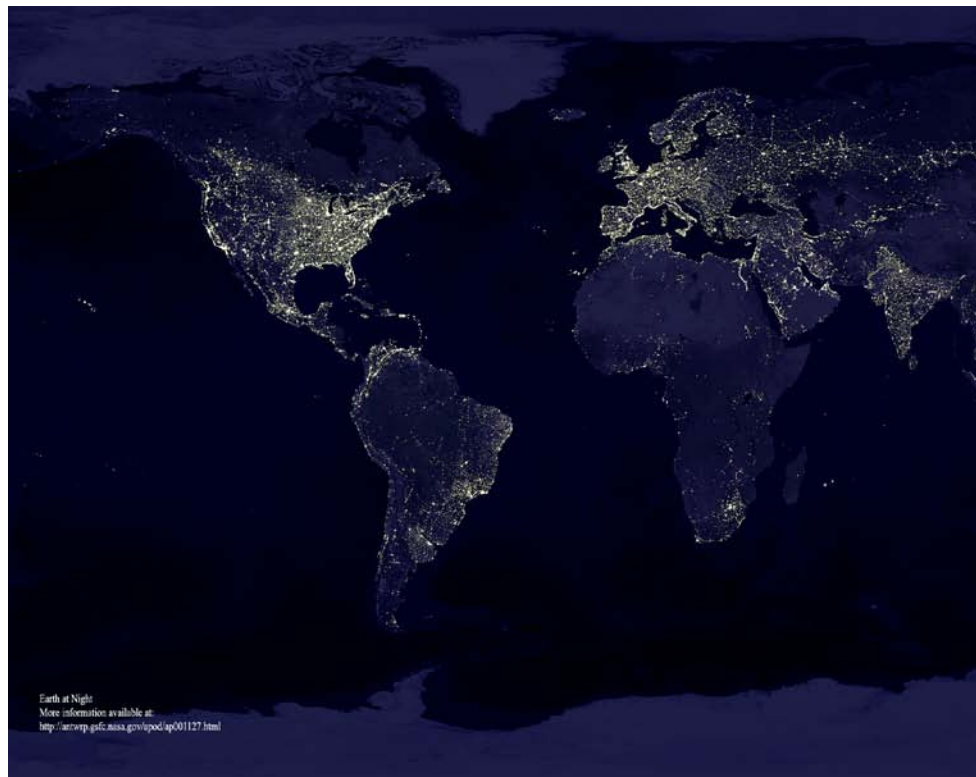 Earth at Night
More information available at:
http://antwrp.gsfc.nasa.gov/apod/ap001127.html